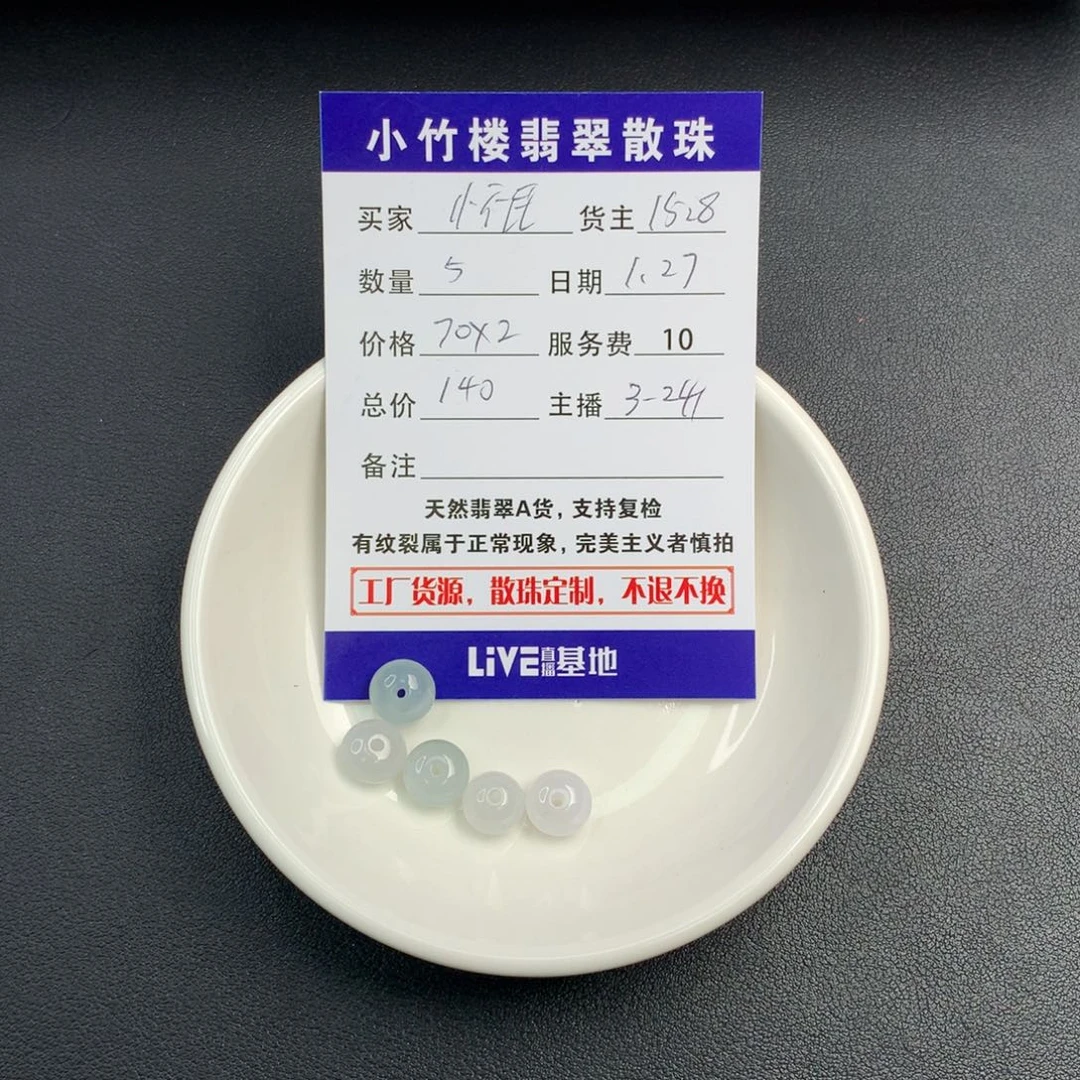 小竹楼翡翠散珠
买家 货主 1528
数量 5 日期 1.27
价格 70X2 服务费 10
总价 140 主播 3-241
备注
天然翡翠A货，支持复检
有纹裂属于正常现象，完美主义者慎拍
工厂货源，散珠定制，不退不换
LiVE直播基地